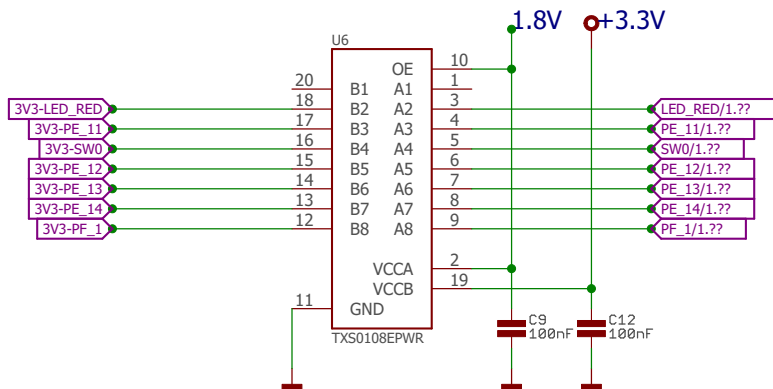 1.8V +3.3V
U6
OE 10
20 B1 A1 1
3V3-LED_RED 18 B2 A2 3 LED_RED/1.??
3V3-PE_11 17 B3 A3 4 PE_11/1.??
3V3-SW0 16 B4 A4 5 SW0/1.??
3V3-PE_12 15 B5 A5 6 PE_12/1.??
3V3-PE_13 14 B6 A6 7 PE_13/1.??
3V3-PE_14 13 B7 A7 8 PE_14/1.??
3V3-PF_1 12 B8 A8 9 PF_1/1.??
VCCA 2
VCCB 19
11 GND
C9 C12
100nF 100nF
TXS0108EPWR